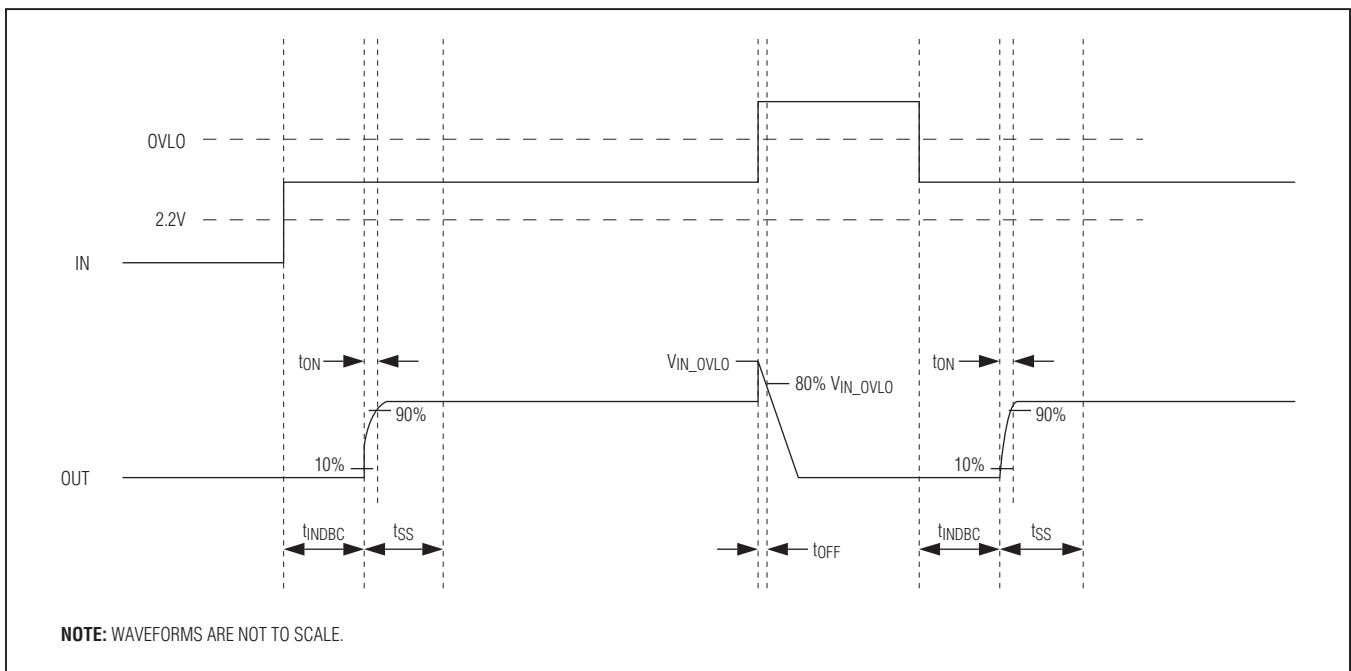 OVLO
2.2V
IN
tON
VIN_OVLO
80% VIN_OVLO
tON
90%
90%
10%
10%
OUT
tINDBC
tSS
tOFF
tINDBC
tSS
NOTE: WAVEFORMS ARE NOT TO SCALE.